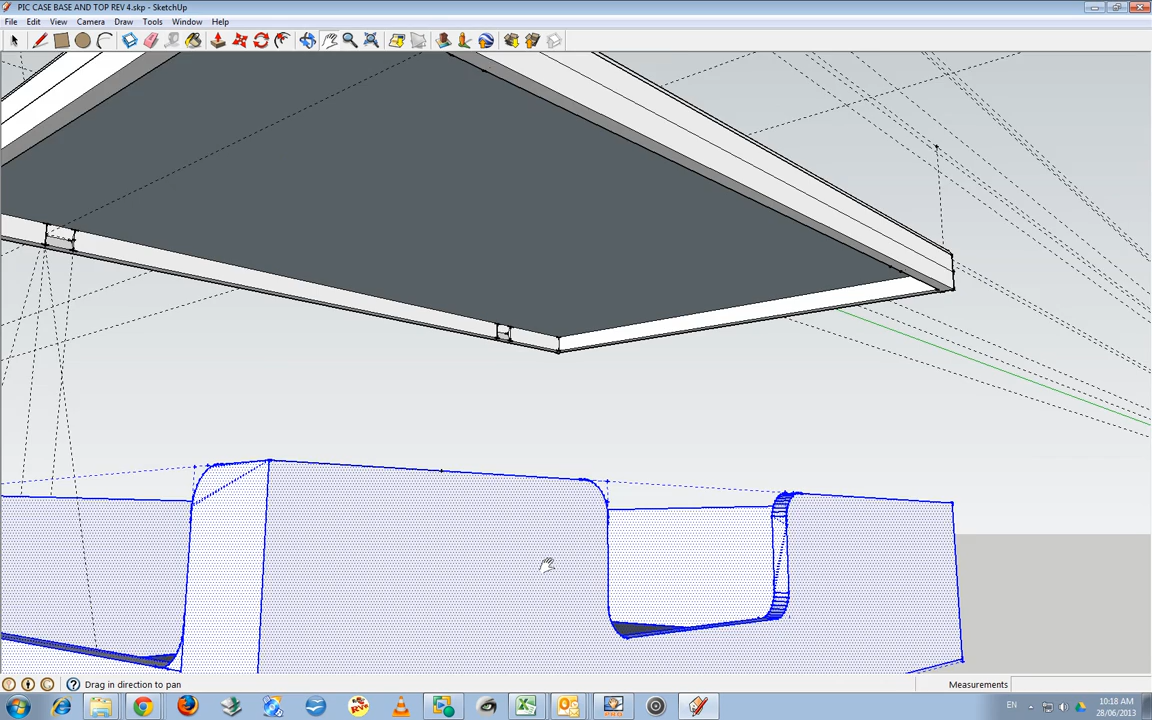 PIC CASE BASE AND TOP REV 4.skp - SketchUp
File Edit View Camera Draw Tools Window Help
Drag in direction to pan
Measurements
EN
10:18 AM
28/06/2013